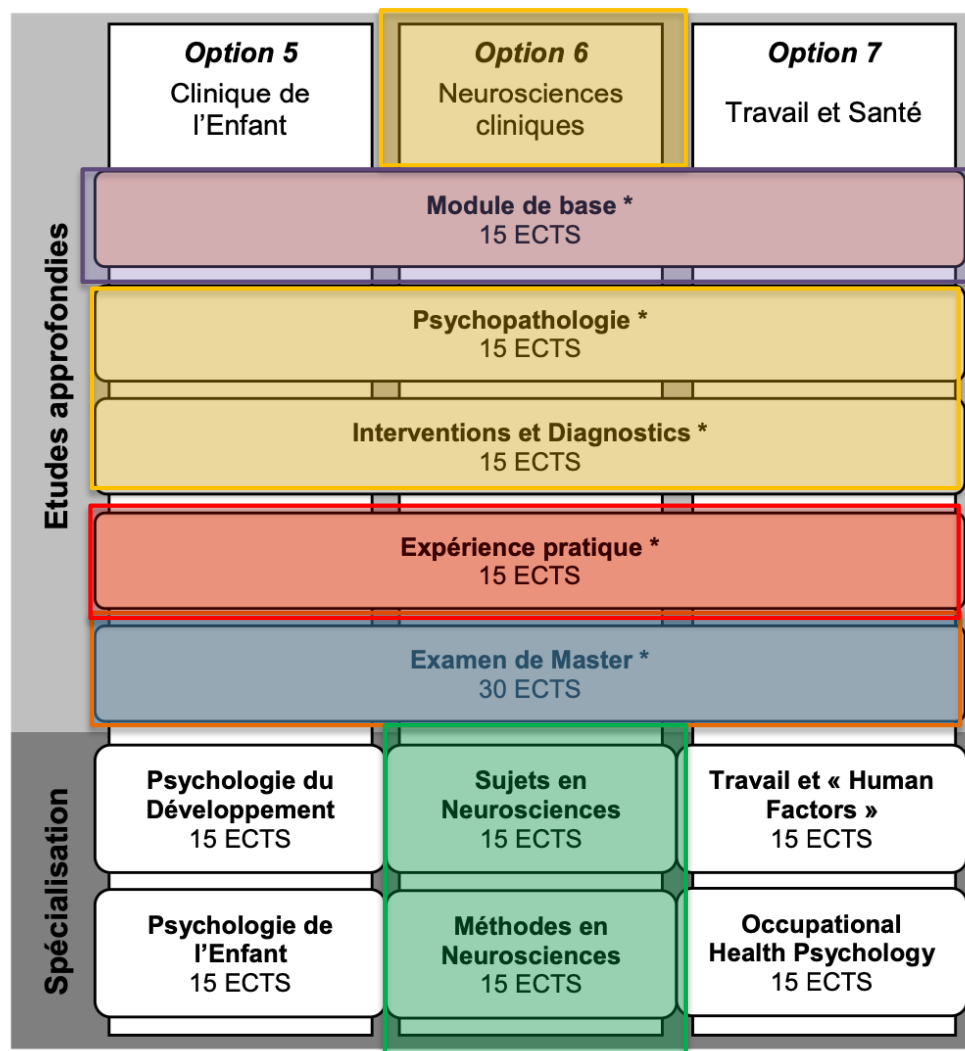 Option 5
Clinique de
l'Enfant
Option 6
Neurosciences
cliniques
Option 7
Travail et Santé
Etudes approfondies
Module de base *
15 ECTS
Psychopathologie *
15 ECTS
Interventions et Diagnostics *
15 ECTS
Expérience pratique *
15 ECTS
Examen de Master *
30 ECTS
Spécialisation
Psychologie du
Développement
15 ECTS
Sujets en
Neurosciences
15 ECTS
Travail et « Human
Factors »
15 ECTS
Psychologie de
l'Enfant
15 ECTS
Méthodes en
Neurosciences
15 ECTS
Occupational
Health Psychology
15 ECTS